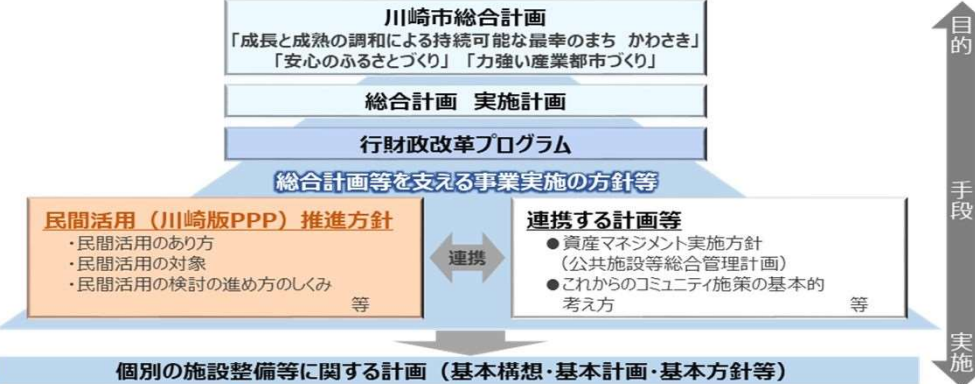 川崎市総合計画
「成長と成熟の調和による持続可能な最幸のまち かわさき」
「安心のふるさとづくり」「力強い産業都市づくり」
総合計画 実施計画
行財政改革プログラム
総合計画等を支える事業実施の方針等
民間活用（川崎版PPP）推進方針
・民間活用のあり方
・民間活用の対象
・民間活用の検討の進め方のしくみ
等
連携
連携する計画等
●資産マネジメント実施方針
（公共施設等総合管理計画）
●これからのコミュニティ施策の基本的
考え方
等
個別の施設整備等に関する計画（基本構想・基本計画・基本方針等）
目的
手段
実施